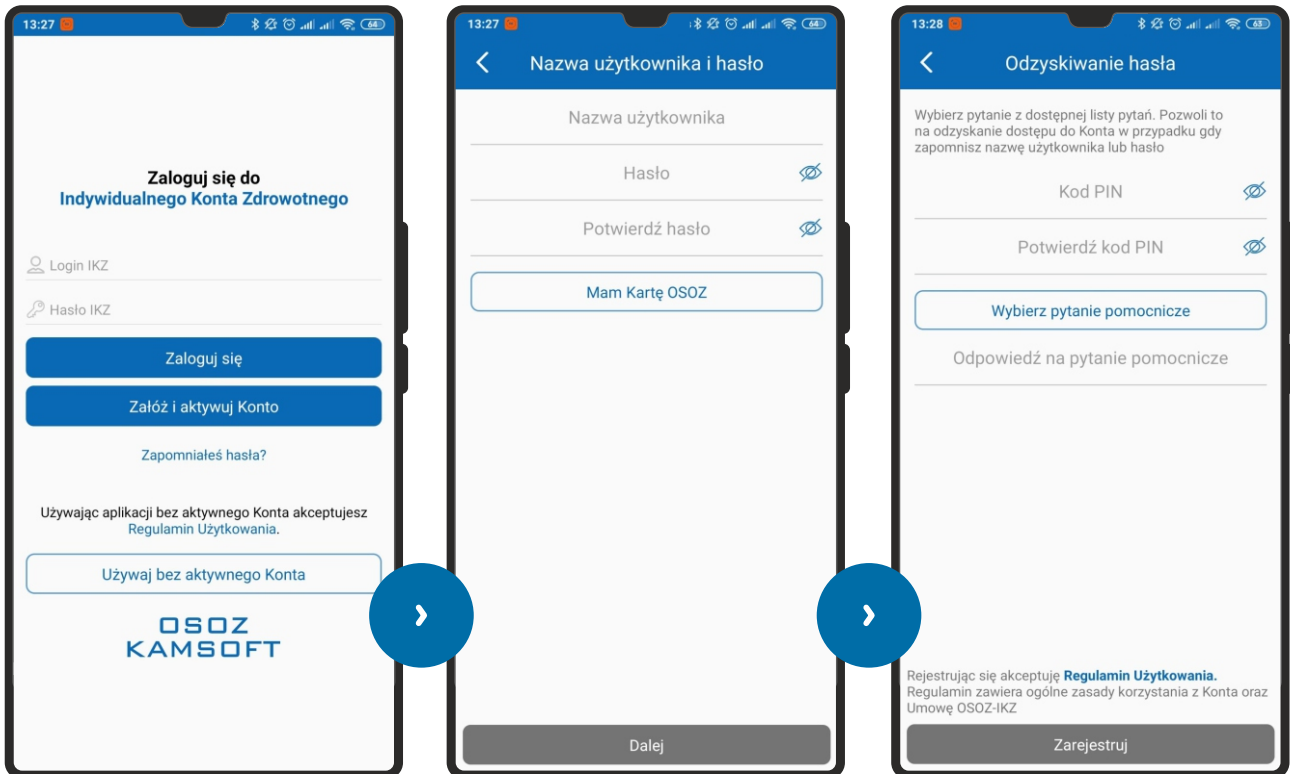 13:27
64
Zaloguj się do
Indywidualnego Konta Zdrowotnego
Login IKZ
Hasło IKZ
Zaloguj się
Załóż i aktywuj Konto
Zapomniałeś hasła?
Używając aplikacji bez aktywnego Konta akceptujesz
Regulamin Użytkowania.
Używaj bez aktywnego Konta
OSOZ
KAMSOFT
13:27
64
Nazwa użytkownika i hasło
Nazwa użytkownika
Hasło
Potwierdź hasło
Mam Kartę OSOZ
Dalej
13:28
63
Odzyskiwanie hasła
Wybierz pytanie z dostępnej listy pytań. Pozwoli to
na odzyskanie dostępu do Konta w przypadku gdy
zapomnisz nazwę użytkownika lub hasło
Kod PIN
Potwierdź kod PIN
Wybierz pytanie pomocnicze
Odpowiedź na pytanie pomocnicze
Rejestrując się akceptuję Regulamin Użytkowania.
Regulamin zawiera ogólne zasady korzystania z Konta oraz
Umowę OSOZ-IKZ
Zarejestruj